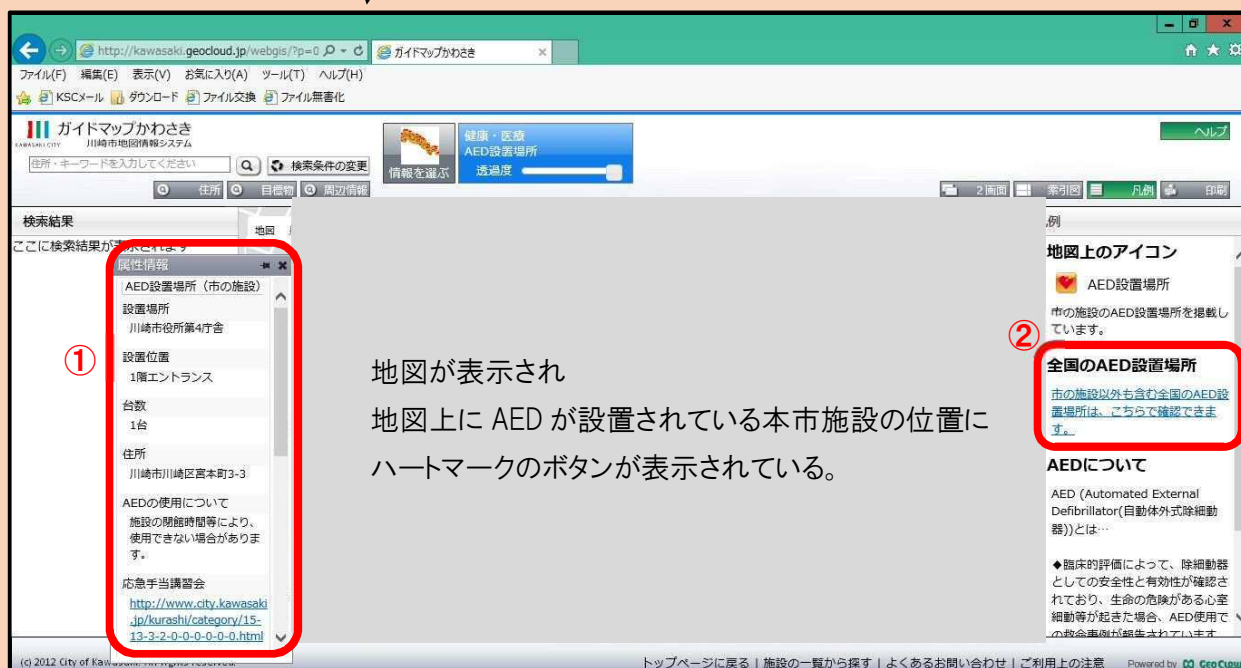 http://kawasaki.geocloud.jp/webgis/?p=0
ガイドマップかわさき
ファイル(F) 編集(E) 表示(V) お気に入り(A) ツール(T) ヘルプ(H)
KSCメール ダウンロード ファイル交換 ファイル無害化
ガイドマップかわさき
KAWASAKI CITY 川崎市地図情報システム
住所・キーワードを入力してください
検索条件の変更
住所 目標物 周辺情報
情報を選ぶ
健康・医療
AED設置場所
透過度
ヘルプ
2画面 索引図 凡例 印刷
検索結果
ここに検索結果が表示されます
地図
属性情報
AED設置場所（市の施設）
設置場所
川崎市役所第4庁舎
設置位置
1階エントランス
台数
1台
住所
川崎市川崎区宮本町3-3
AEDの使用について
施設の閉館時間等により、
使用できない場合がありま
す。
応急手当講習会
http://www.city.kawasaki
.jp/kurashi/category/15-
13-3-2-0-0-0-0-0-0.html
①
地図が表示され
地図上に AED が設置されている本市施設の位置に
ハートマークのボタンが表示されている。
例
地図上のアイコン
AED設置場所
市の施設のAED設置場所を掲載し
ています。
②
全国のAED設置場所
市の施設以外も含む全国のAED設
置場所は、こちらで確認できま
す。
AEDについて
AED (Automated External
Defibrillator(自動体外式除細動
器))とは…
◆臨床的評価によって、除細動器
としての安全性と有効性が確認さ
れており、生命の危険がある心室
細動等が起きた場合、AED使用で
の救命事例が報告されています
(c) 2012 City of Kawasaki. All Rights Reserved.
トップページに戻る | 施設の一覧から探す | よくあるお問い合わせ | ご利用上の注意 Powered by GeoCloud